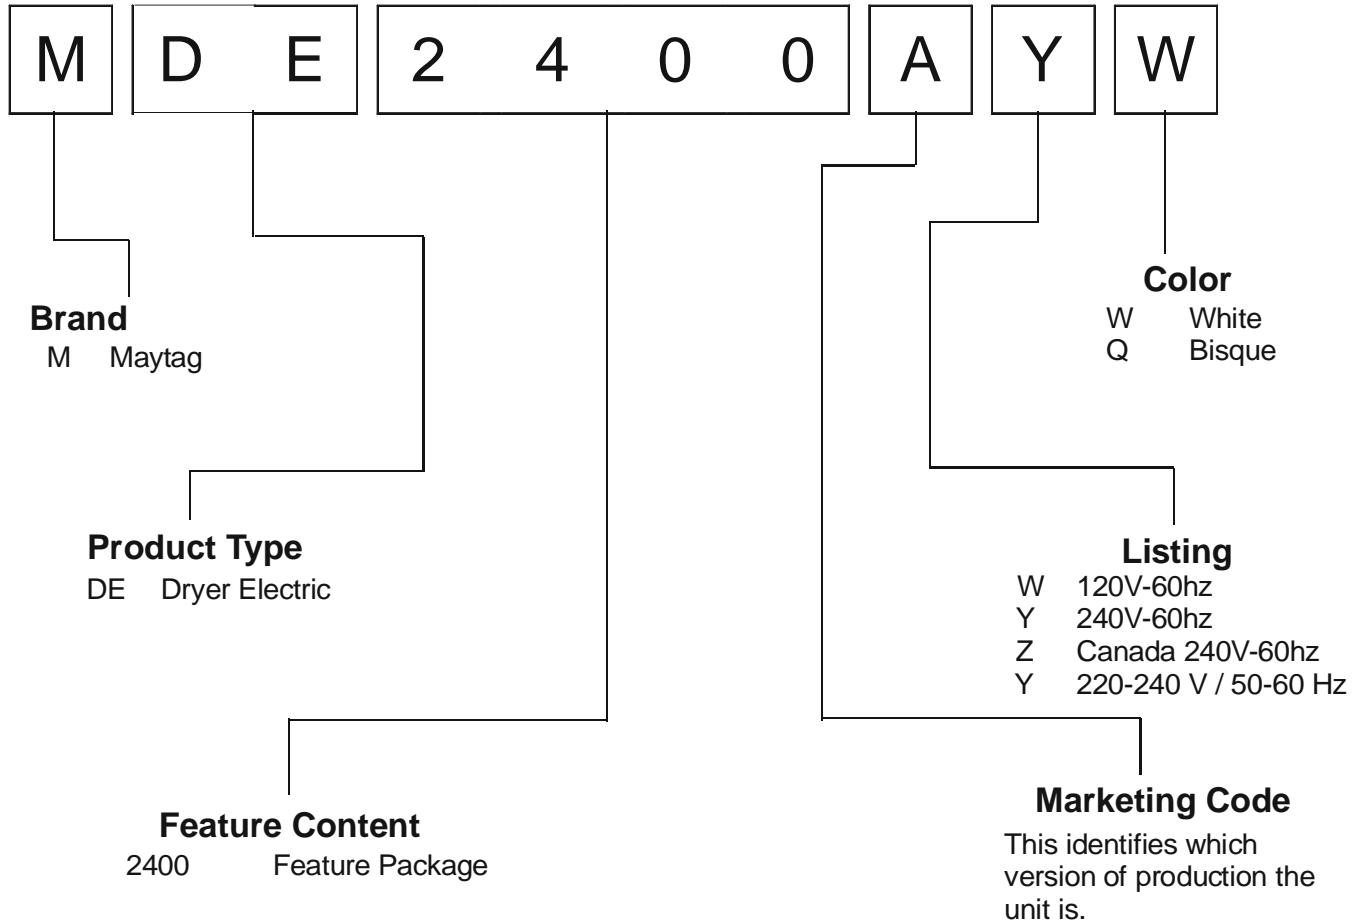 M D E 2 4 0 0 A Y W
Brand
M Maytag
Color
W White
Q Bisque
Product Type
DE Dryer Electric
Listing
W 120V-60hz
Y 240V-60hz
Z Canada 240V-60hz
Y 220-240 V / 50-60 Hz
Feature Content
2400 Feature Package
Marketing Code
This identifies which
version of production the
unit is.